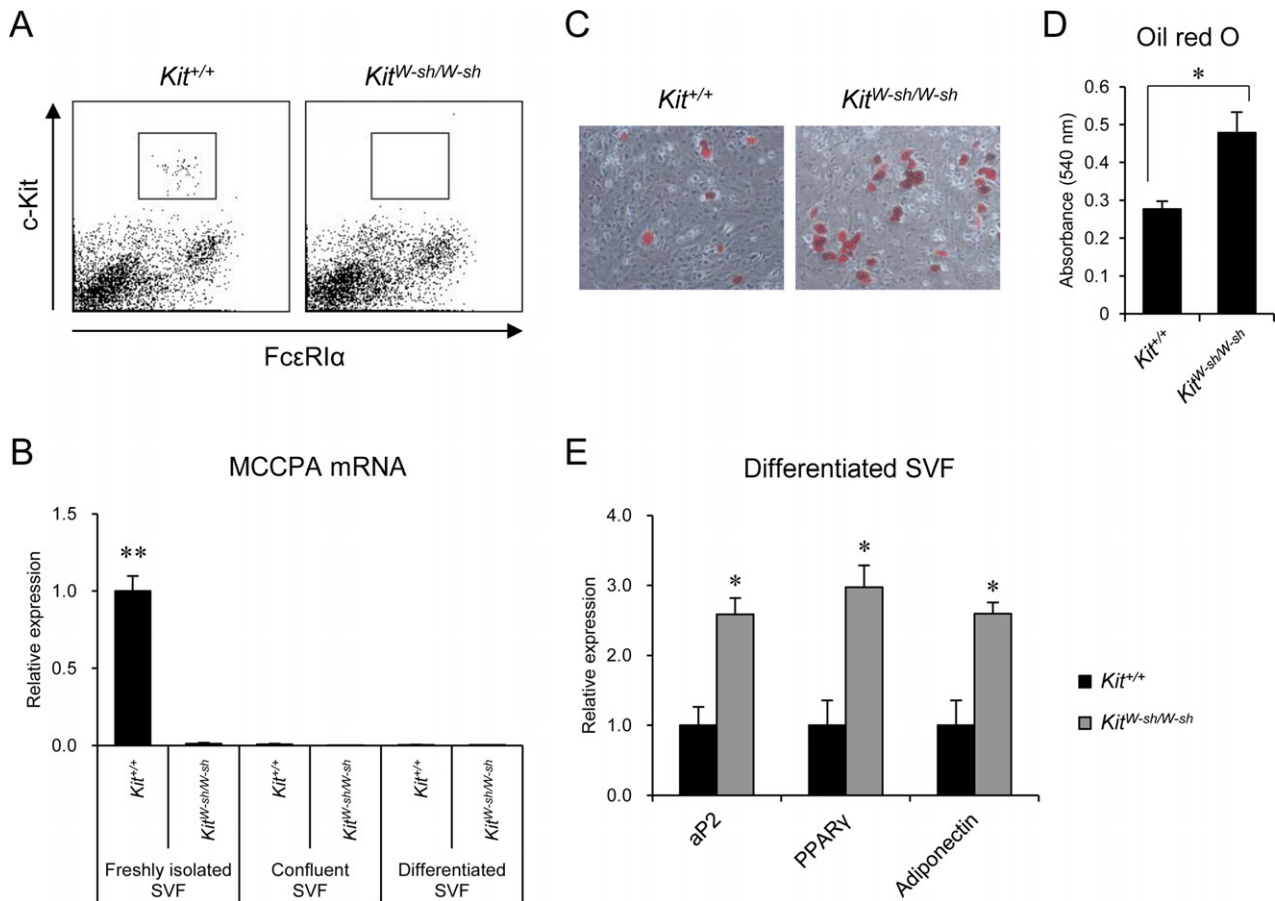 A
Kit+/+
KitW-sh/W-sh
c-Kit
FcεRIα
B
MCCPA mRNA
Relative expression
1.5
1.0
0.5
0.0
**
Kit+/+
KitW-sh/W-sh
Kit+/+
KitW-sh/W-sh
Kit+/+
KitW-sh/W-sh
Freshly isolated
SVF
Confluent
SVF
Differentiated
SVF
C
Kit+/+
KitW-sh/W-sh
D
Oil red O
*
Absorbance (540 nm)
0.6
0.5
0.4
0.3
0.2
0.1
0
Kit+/+
KitW-sh/W-sh
E
Differentiated SVF
Relative expression
4.0
3.0
2.0
1.0
0.0
*
*
*
aP2
PPARγ
Adiponectin
Kit+/+
KitW-sh/W-sh